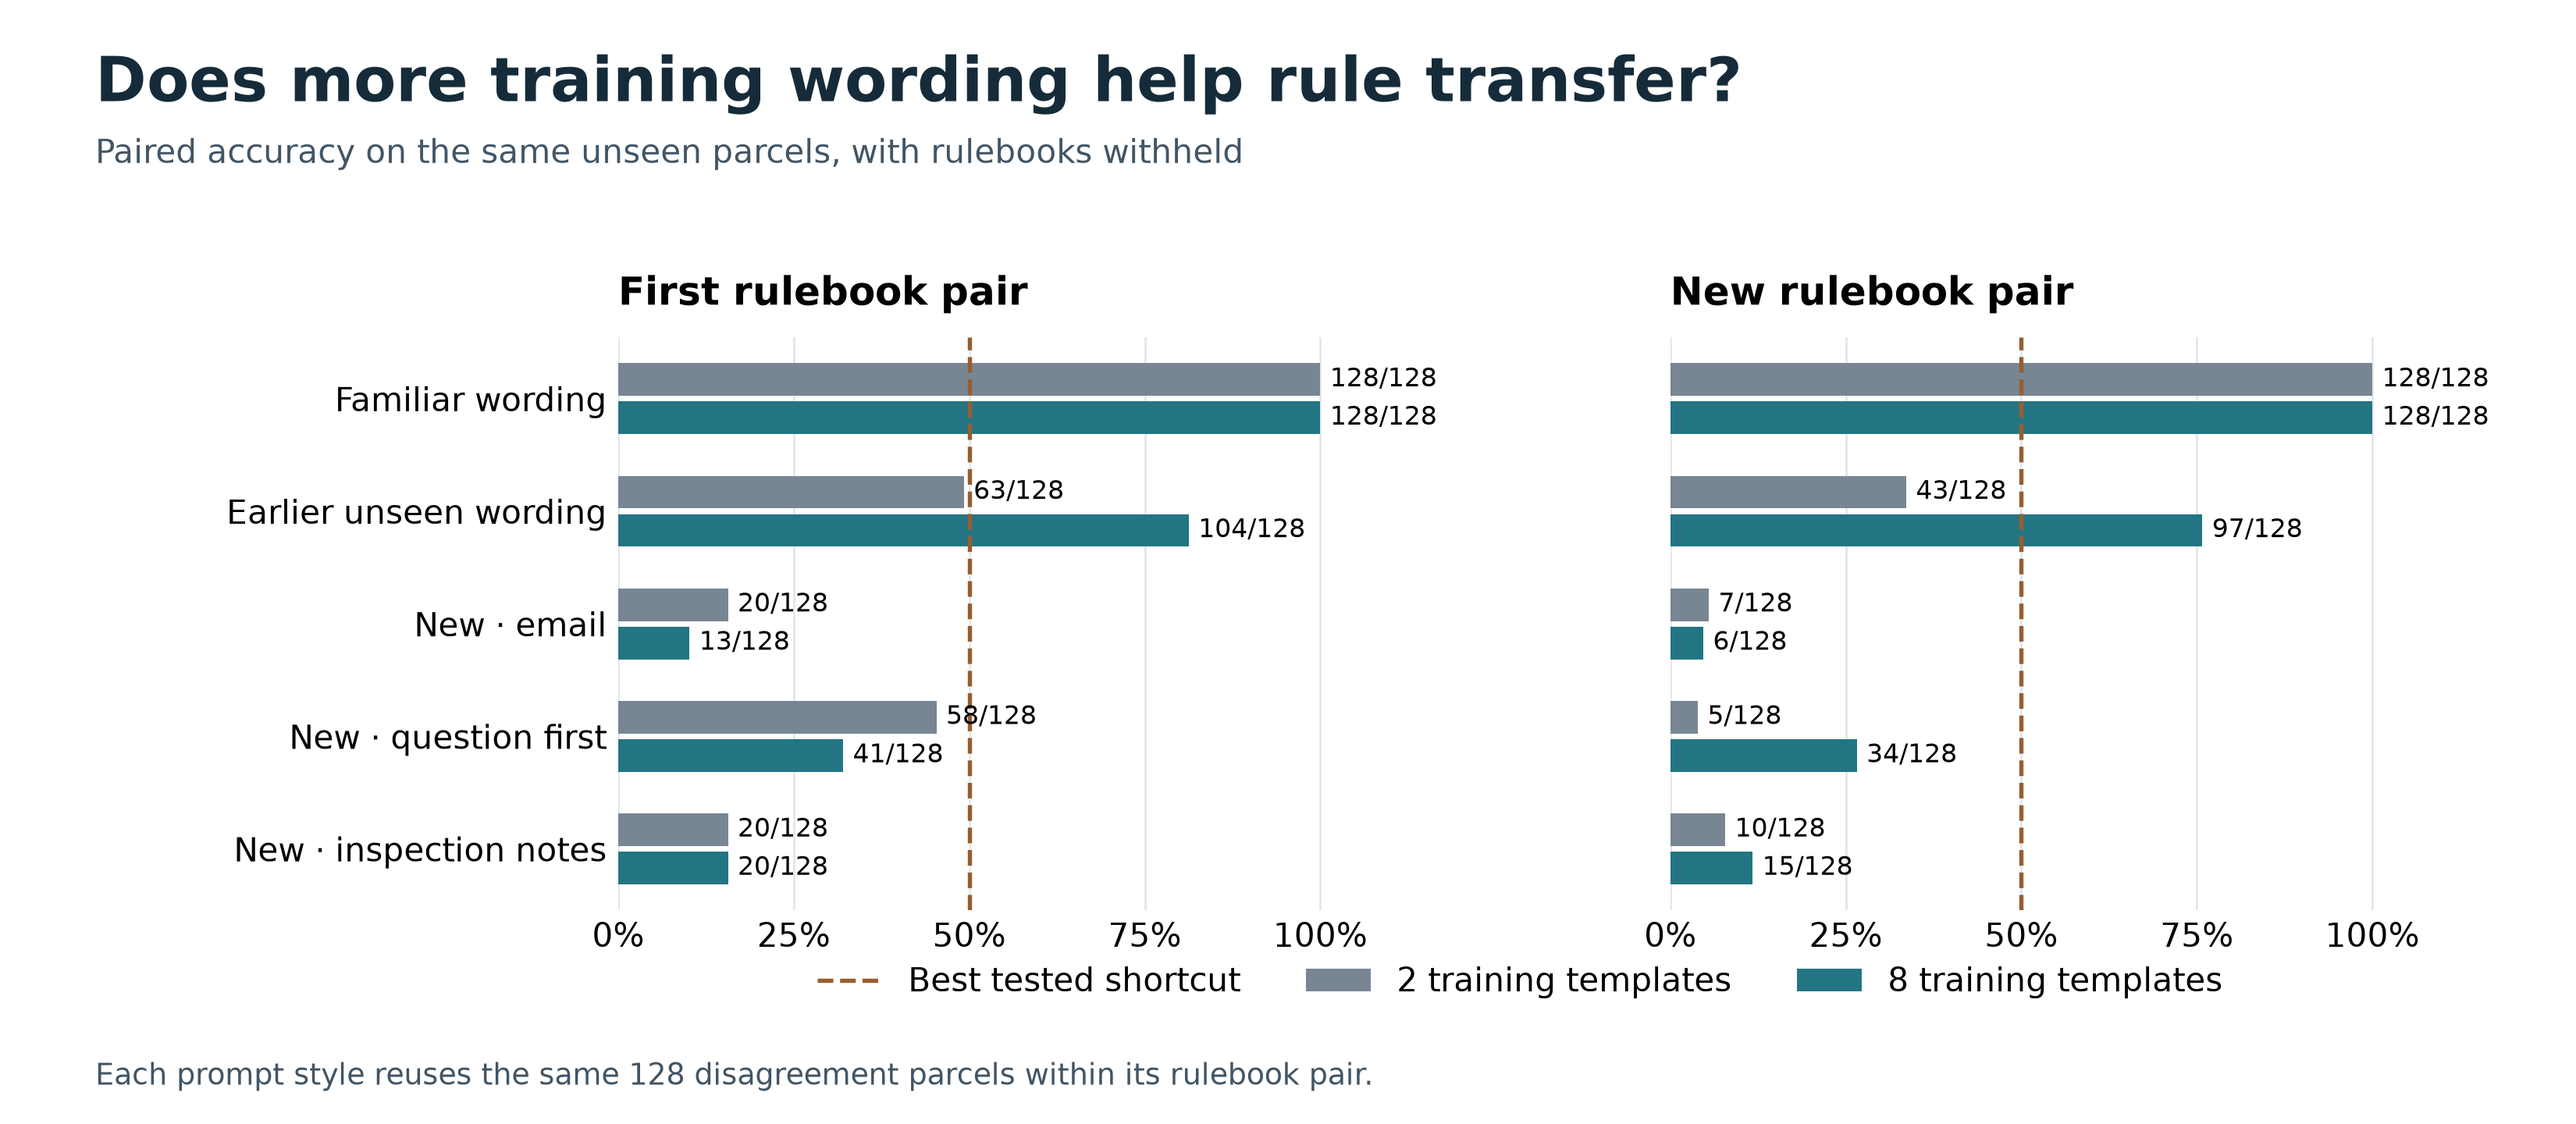 Does more training wording help rule transfer?
Paired accuracy on the same unseen parcels, with rulebooks withheld
First rulebook pair
New rulebook pair
Familiar wording
128/128
128/128
128/128
128/128
Earlier unseen wording
63/128
104/128
43/128
97/128
New · email
20/128
13/128
7/128
6/128
New · question first
58/128
41/128
5/128
34/128
New · inspection notes
20/128
20/128
10/128
15/128
0% 25% 50% 75% 100%
0% 25% 50% 75% 100%
Best tested shortcut 2 training templates 8 training templates
Each prompt style reuses the same 128 disagreement parcels within its rulebook pair.